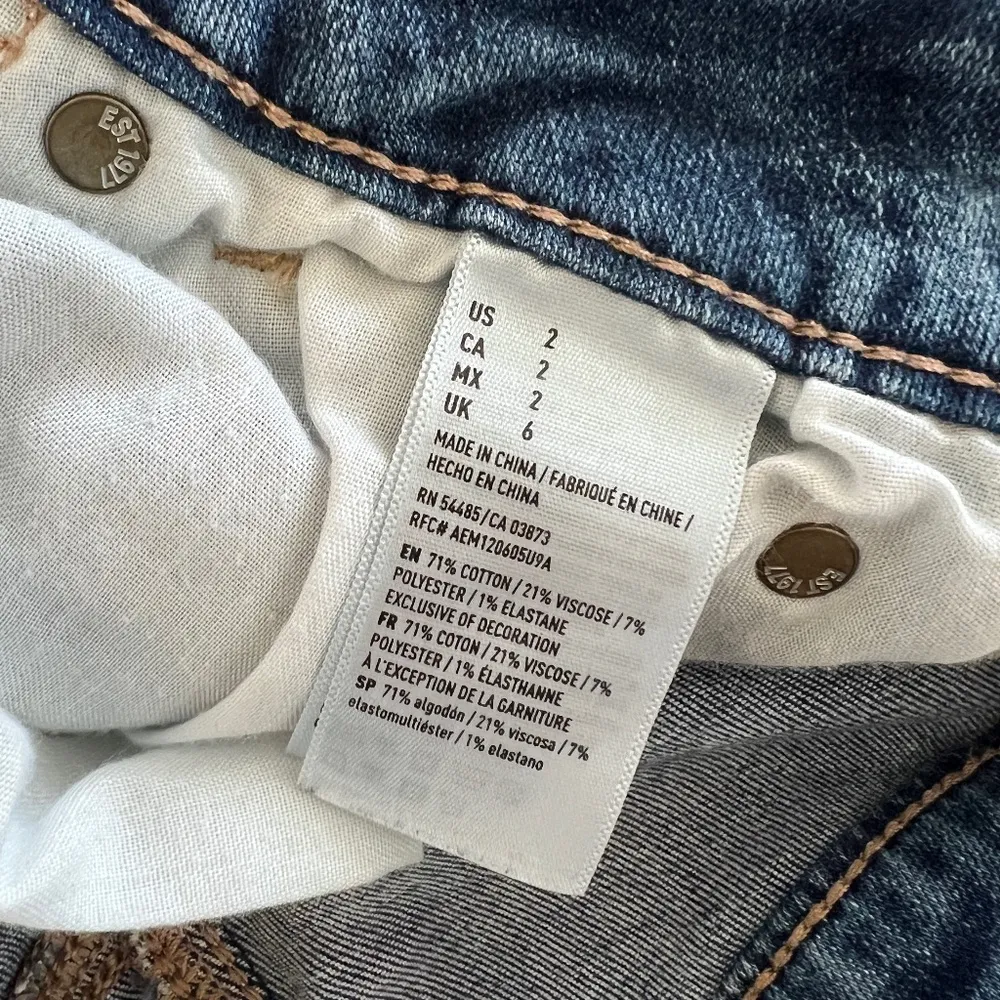 EST 1977
US 2
CA 2
MX 2
UK 6
MADE IN CHINA / FABRIQUÉ EN CHINE /
HECHO EN CHINA
RN 54485/CA 03873
RFC# AEM120605U9A
EN 71% COTTON / 21% VISCOSE / 7%
POLYESTER / 1% ELASTANE
EXCLUSIVE OF DECORATION
FR 71% COTON / 21% VISCOSE / 7%
POLYESTER / 1% ÉLASTHANNE
À L'EXCEPTION DE LA GARNITURE
SP 71% algodón / 21% viscosa / 7%
elastomultiéster / 1% elastano
EST 1977